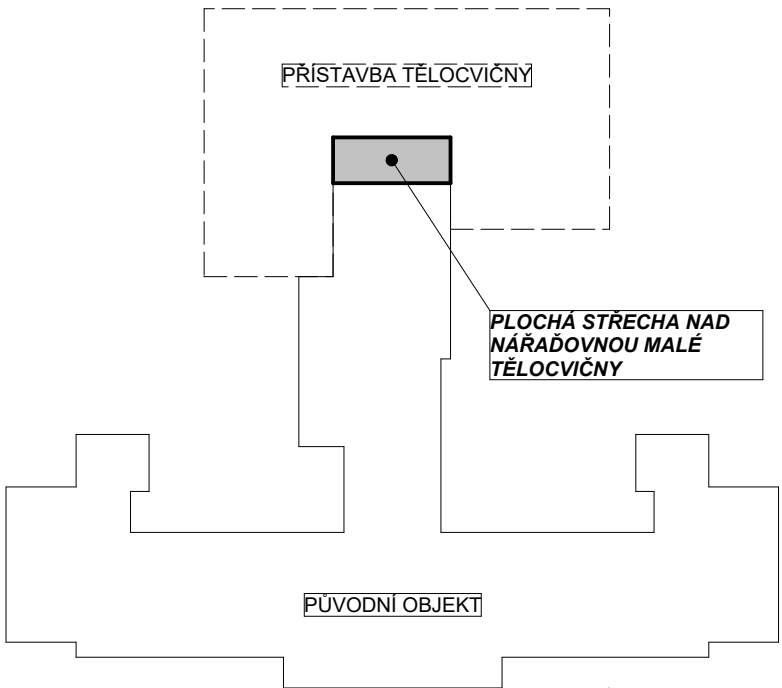 PŘÍSTAVBA TĚLOCVIČNY
PLOCHÁ STŘECHA NAD
NÁŘAĎOVNOU MALÉ
TĚLOCVIČNY
PŮVODNÍ OBJEKT